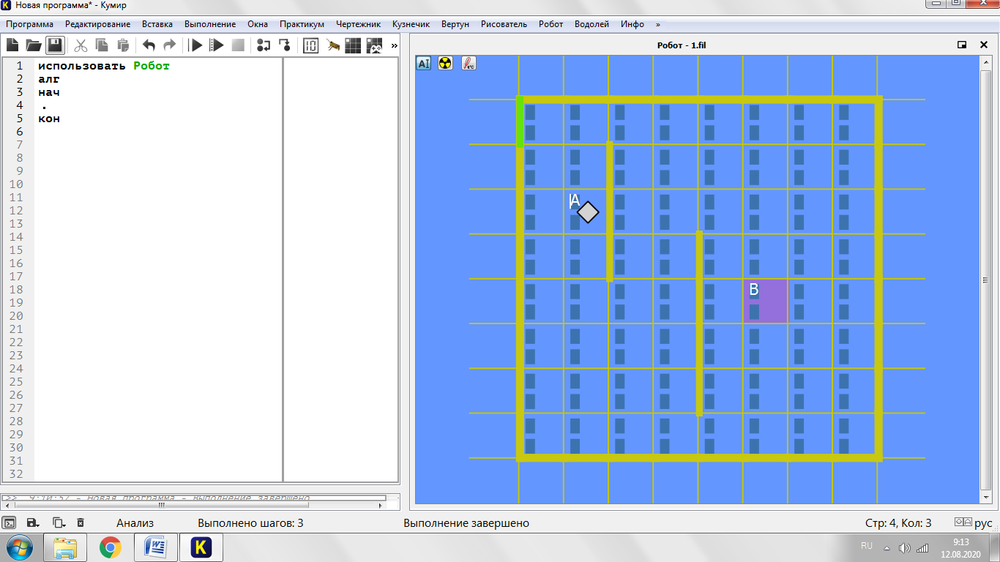 Новая программа* - Кумир
Программа Редактирование Вставка Выполнение Окна Практикум Чертежник Кузнечик Вертун Рисователь Робот Водолей Инфо »
»
Робот - 1.fil
1 использовать Робот
2 алг
3 нач
4 .
5 кон
6
7
8
9
10
11
12
13
14
15
16
17
18
19
20
21
22
23
24
25
26
27
28
29
30
31
32
A
B
>> 9:10:57 - Новая программа - Выполнение завершено
Анализ Выполнено шагов: 3 Выполнение завершено Стр: 4, Кол: 3 рус
RU 9:13
12.08.2020